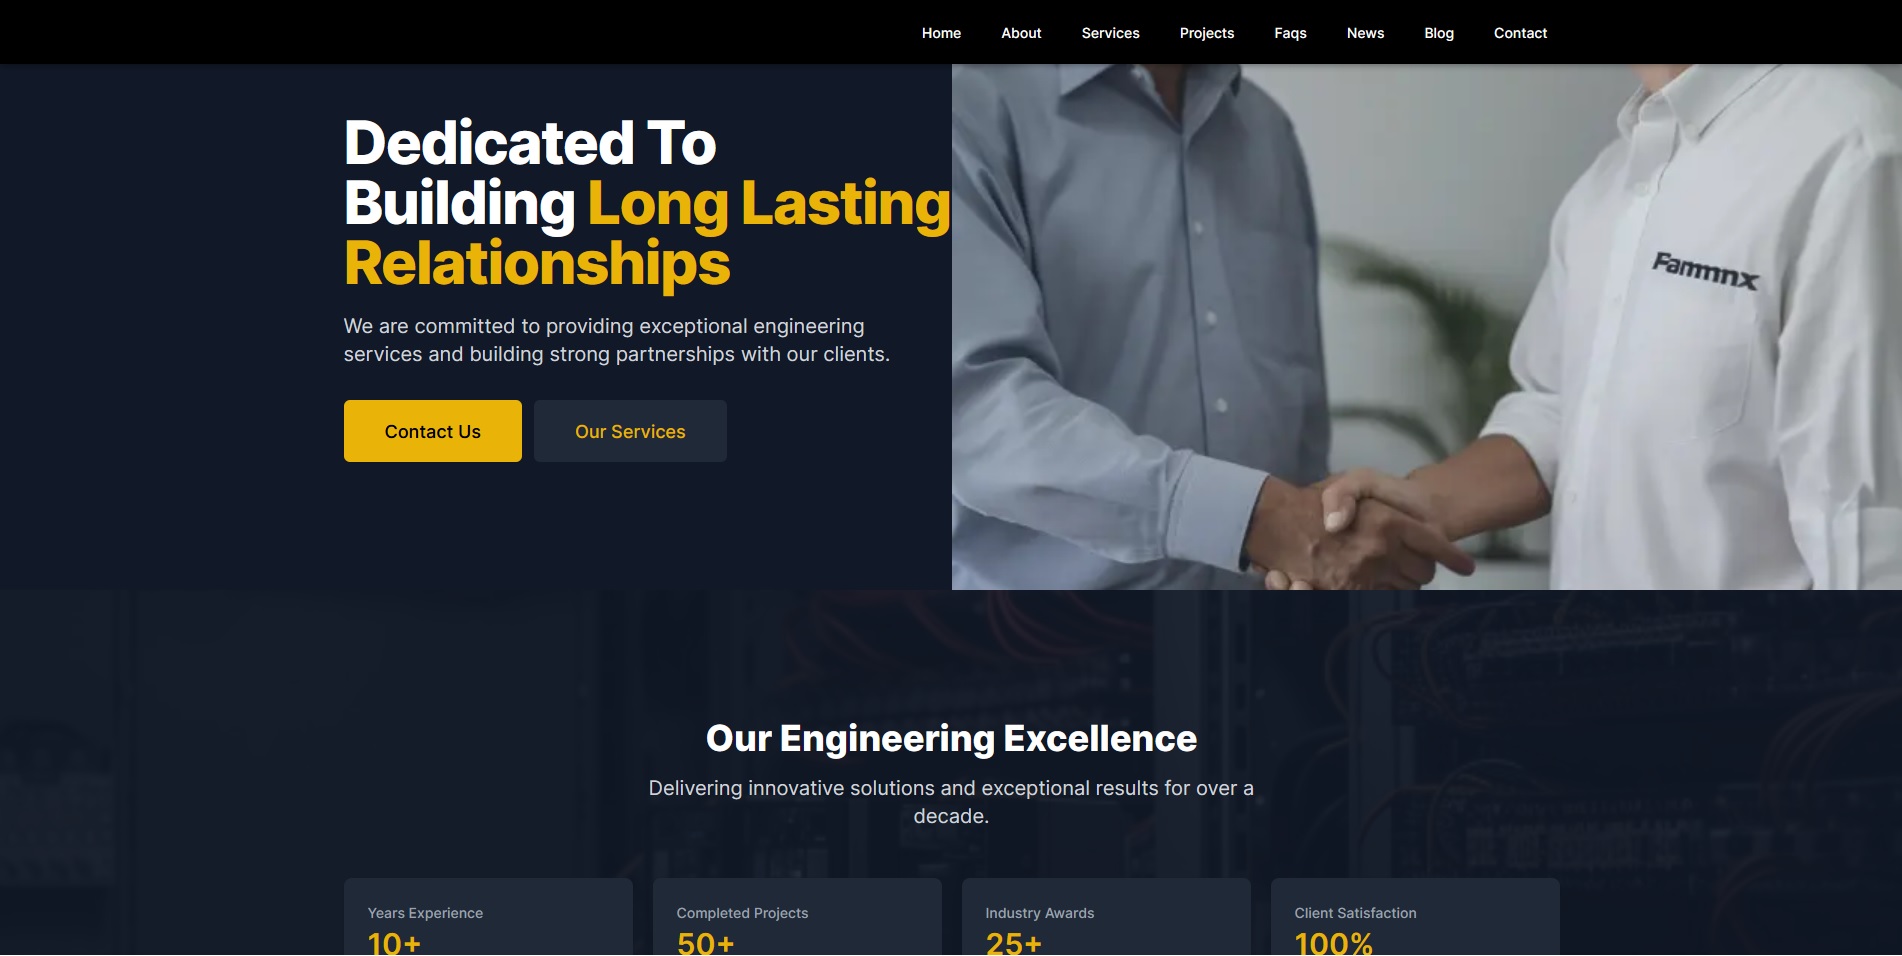 Home About Services Projects Faqs News Blog Contact
Dedicated To
Building Long Lasting
Relationships
We are committed to providing exceptional engineering
services and building strong partnerships with our clients.
Contact Us Our Services
Our Engineering Excellence
Delivering innovative solutions and exceptional results for over a
decade.
Years Experience Completed Projects Industry Awards Client Satisfaction
10+ 50+ 25+ 100%